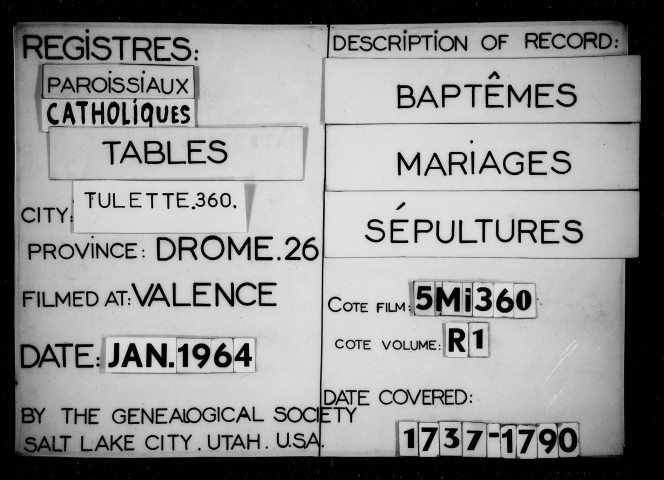 REGISTRES:
PAROISSIAUX
CATHOLIQUES
TABLES
CITY: TULETTE.360.
PROVINCE: DROME.26
FILMED AT: VALENCE
DATE: JAN.1964
BY THE GENEALOGICAL SOCIETY
SALT LAKE CITY. UTAH. U.S.A.
DESCRIPTION OF RECORD:
BAPTÊMES
MARIAGES
SÉPULTURES
COTE FILM: 5Mi360
COTE VOLUME: R1
DATE COVERED:
1737-1790